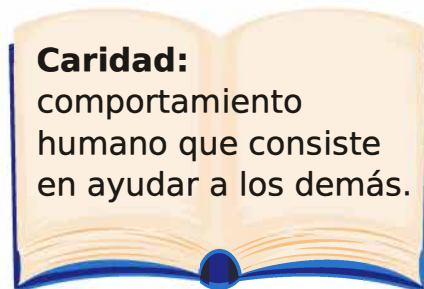 Caridad:
comportamiento
humano que consiste
en ayudar a los demás.